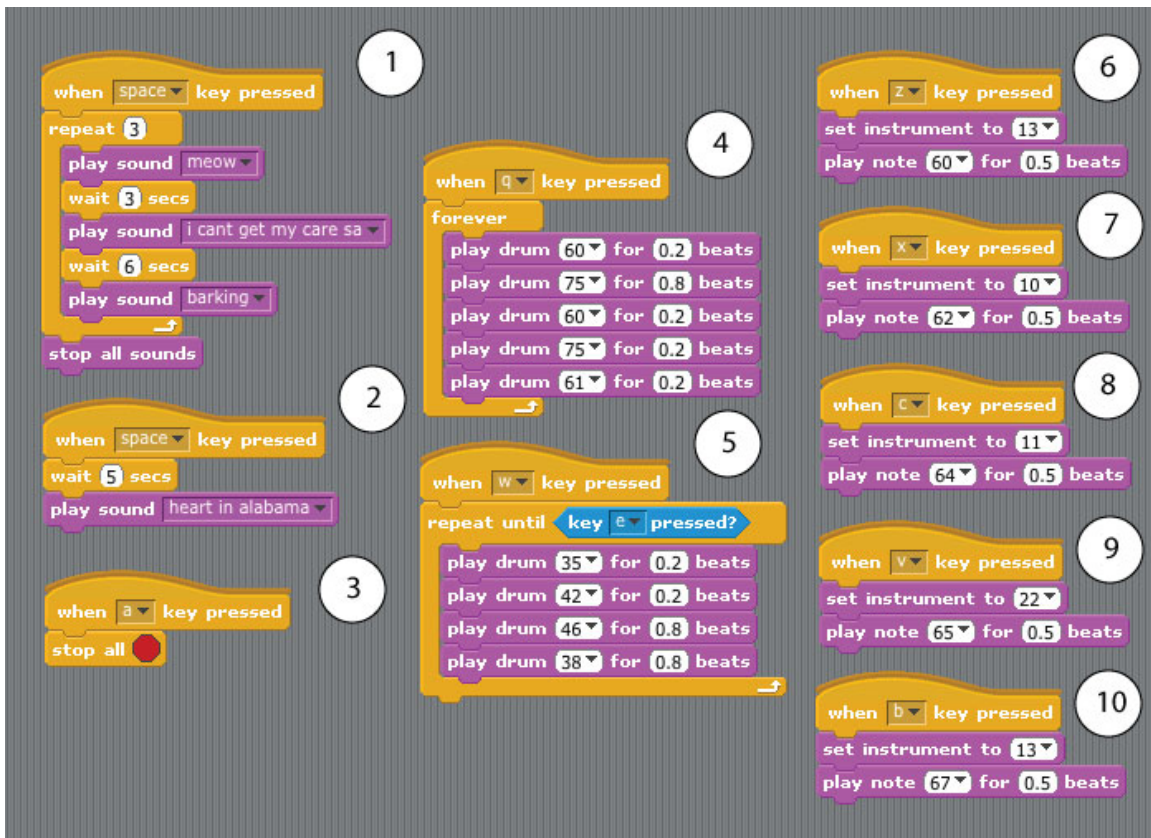 1
when space key pressed
repeat 3
play sound meow
wait 3 secs
play sound i cant get my care sa
wait 6 secs
play sound barking
stop all sounds
2
when space key pressed
wait 5 secs
play sound heart in alabama
3
when a key pressed
stop all
4
when q key pressed
forever
play drum 60 for 0.2 beats
play drum 75 for 0.8 beats
play drum 60 for 0.2 beats
play drum 75 for 0.2 beats
play drum 61 for 0.2 beats
5
when w key pressed
repeat until key e pressed?
play drum 35 for 0.2 beats
play drum 42 for 0.2 beats
play drum 46 for 0.8 beats
play drum 38 for 0.8 beats
6
when z key pressed
set instrument to 13
play note 60 for 0.5 beats
7
when x key pressed
set instrument to 10
play note 62 for 0.5 beats
8
when c key pressed
set instrument to 11
play note 64 for 0.5 beats
9
when v key pressed
set instrument to 22
play note 65 for 0.5 beats
10
when b key pressed
set instrument to 13
play note 67 for 0.5 beats